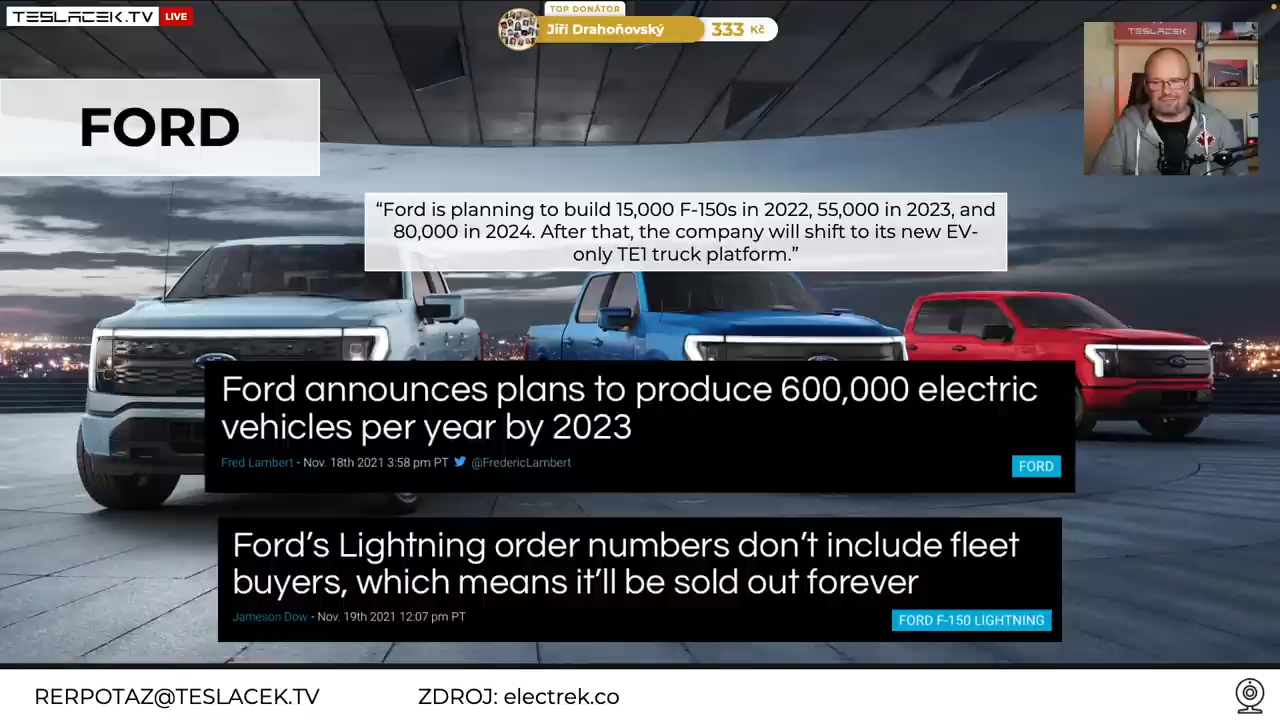 TESLACEK.TV LIVE
TOP DONÁTOR
Jiří Drahoňovský 333 Kč
TESLACEK
FORD
“Ford is planning to build 15,000 F-150s in 2022, 55,000 in 2023, and
80,000 in 2024. After that, the company will shift to its new EV-
only TE1 truck platform.”
Ford announces plans to produce 600,000 electric
vehicles per year by 2023
Fred Lambert - Nov. 18th 2021 3:58 pm PT @FredericLambert
FORD
Ford’s Lightning order numbers don’t include fleet
buyers, which means it’ll be sold out forever
Jameson Dow - Nov. 19th 2021 12:07 pm PT
FORD F-150 LIGHTNING
RERPOTAZ@TESLACEK.TV ZDROJ: electrek.co